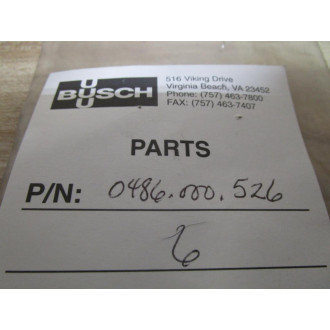 516 Viking Drive
Virginia Beach, VA 23452
Phone: (757) 463-7800
FAX: (757) 463-7407
BUSCH
PARTS
P/N: 0486.000.526